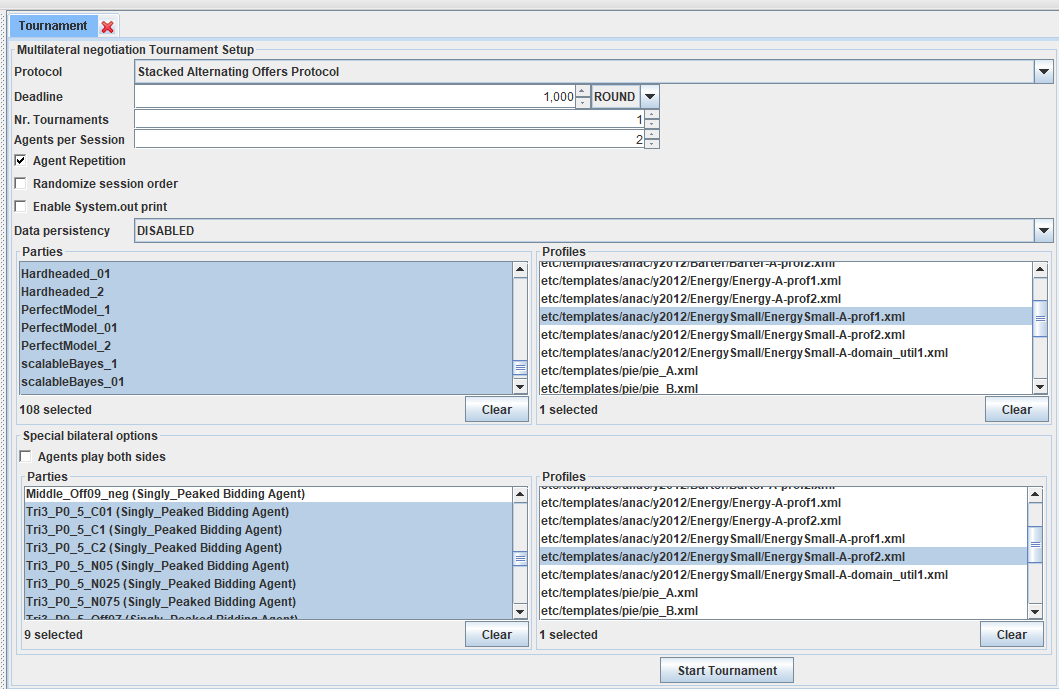 Tournament
Multilateral negotiation Tournament Setup
Protocol Stacked Alternating Offers Protocol
Deadline 1,000 ROUND
Nr. Tournaments 1
Agents per Session 2
Agent Repetition
Randomize session order
Enable System.out print
Data persistency DISABLED
Parties
Hardheaded_01
Hardheaded_2
PerfectModel_1
PerfectModel_01
PerfectModel_2
scalableBayes_1
scalableBayes_01
108 selected Clear
Profiles
etc/templates/anac/y2012/Barter/Barter-A-prof2.xml
etc/templates/anac/y2012/Energy/Energy-A-prof1.xml
etc/templates/anac/y2012/Energy/Energy-A-prof2.xml
etc/templates/anac/y2012/EnergySmall/EnergySmall-A-prof1.xml
etc/templates/anac/y2012/EnergySmall/EnergySmall-A-prof2.xml
etc/templates/anac/y2012/EnergySmall/EnergySmall-A-domain_util1.xml
etc/templates/pie/pie_A.xml
etc/templates/pie/pie_B.xml
1 selected Clear
Special bilateral options
Agents play both sides
Parties
Middle_Off09_neg (Singly_Peaked Bidding Agent)
Tri3_P0_5_C01 (Singly_Peaked Bidding Agent)
Tri3_P0_5_C1 (Singly_Peaked Bidding Agent)
Tri3_P0_5_C2 (Singly_Peaked Bidding Agent)
Tri3_P0_5_N05 (Singly_Peaked Bidding Agent)
Tri3_P0_5_N025 (Singly_Peaked Bidding Agent)
Tri3_P0_5_N075 (Singly_Peaked Bidding Agent)
Tri3_P0_5_Off07 (Singly_Peaked Bidding Agent)
9 selected Clear
Profiles
etc/templates/anac/y2012/Barter/Barter-A-prof2.xml
etc/templates/anac/y2012/Energy/Energy-A-prof1.xml
etc/templates/anac/y2012/Energy/Energy-A-prof2.xml
etc/templates/anac/y2012/EnergySmall/EnergySmall-A-prof1.xml
etc/templates/anac/y2012/EnergySmall/EnergySmall-A-prof2.xml
etc/templates/anac/y2012/EnergySmall/EnergySmall-A-domain_util1.xml
etc/templates/pie/pie_A.xml
etc/templates/pie/pie_B.xml
1 selected Clear
Start Tournament